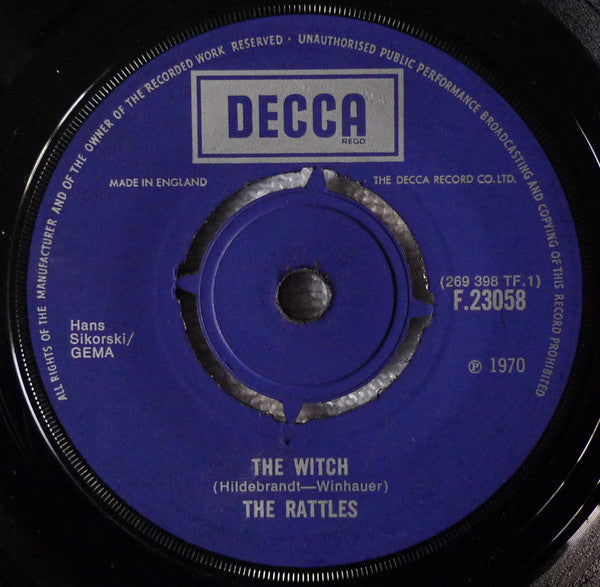 ALL RIGHTS OF THE MANUFACTURER AND OF THE OWNER OF THE RECORDED WORK RESERVED · UNAUTHORISED PUBLIC PERFORMANCE BROADCASTING AND COPYING OF THIS RECORD PROHIBITED
DECCA
REGD
MADE IN ENGLAND
THE DECCA RECORD CO. LTD.
(269 398 TF.1)
F.23058
Hans
Sikorski/
GEMA
℗ 1970
THE WITCH
(Hildebrandt—Winhauer)
THE RATTLES